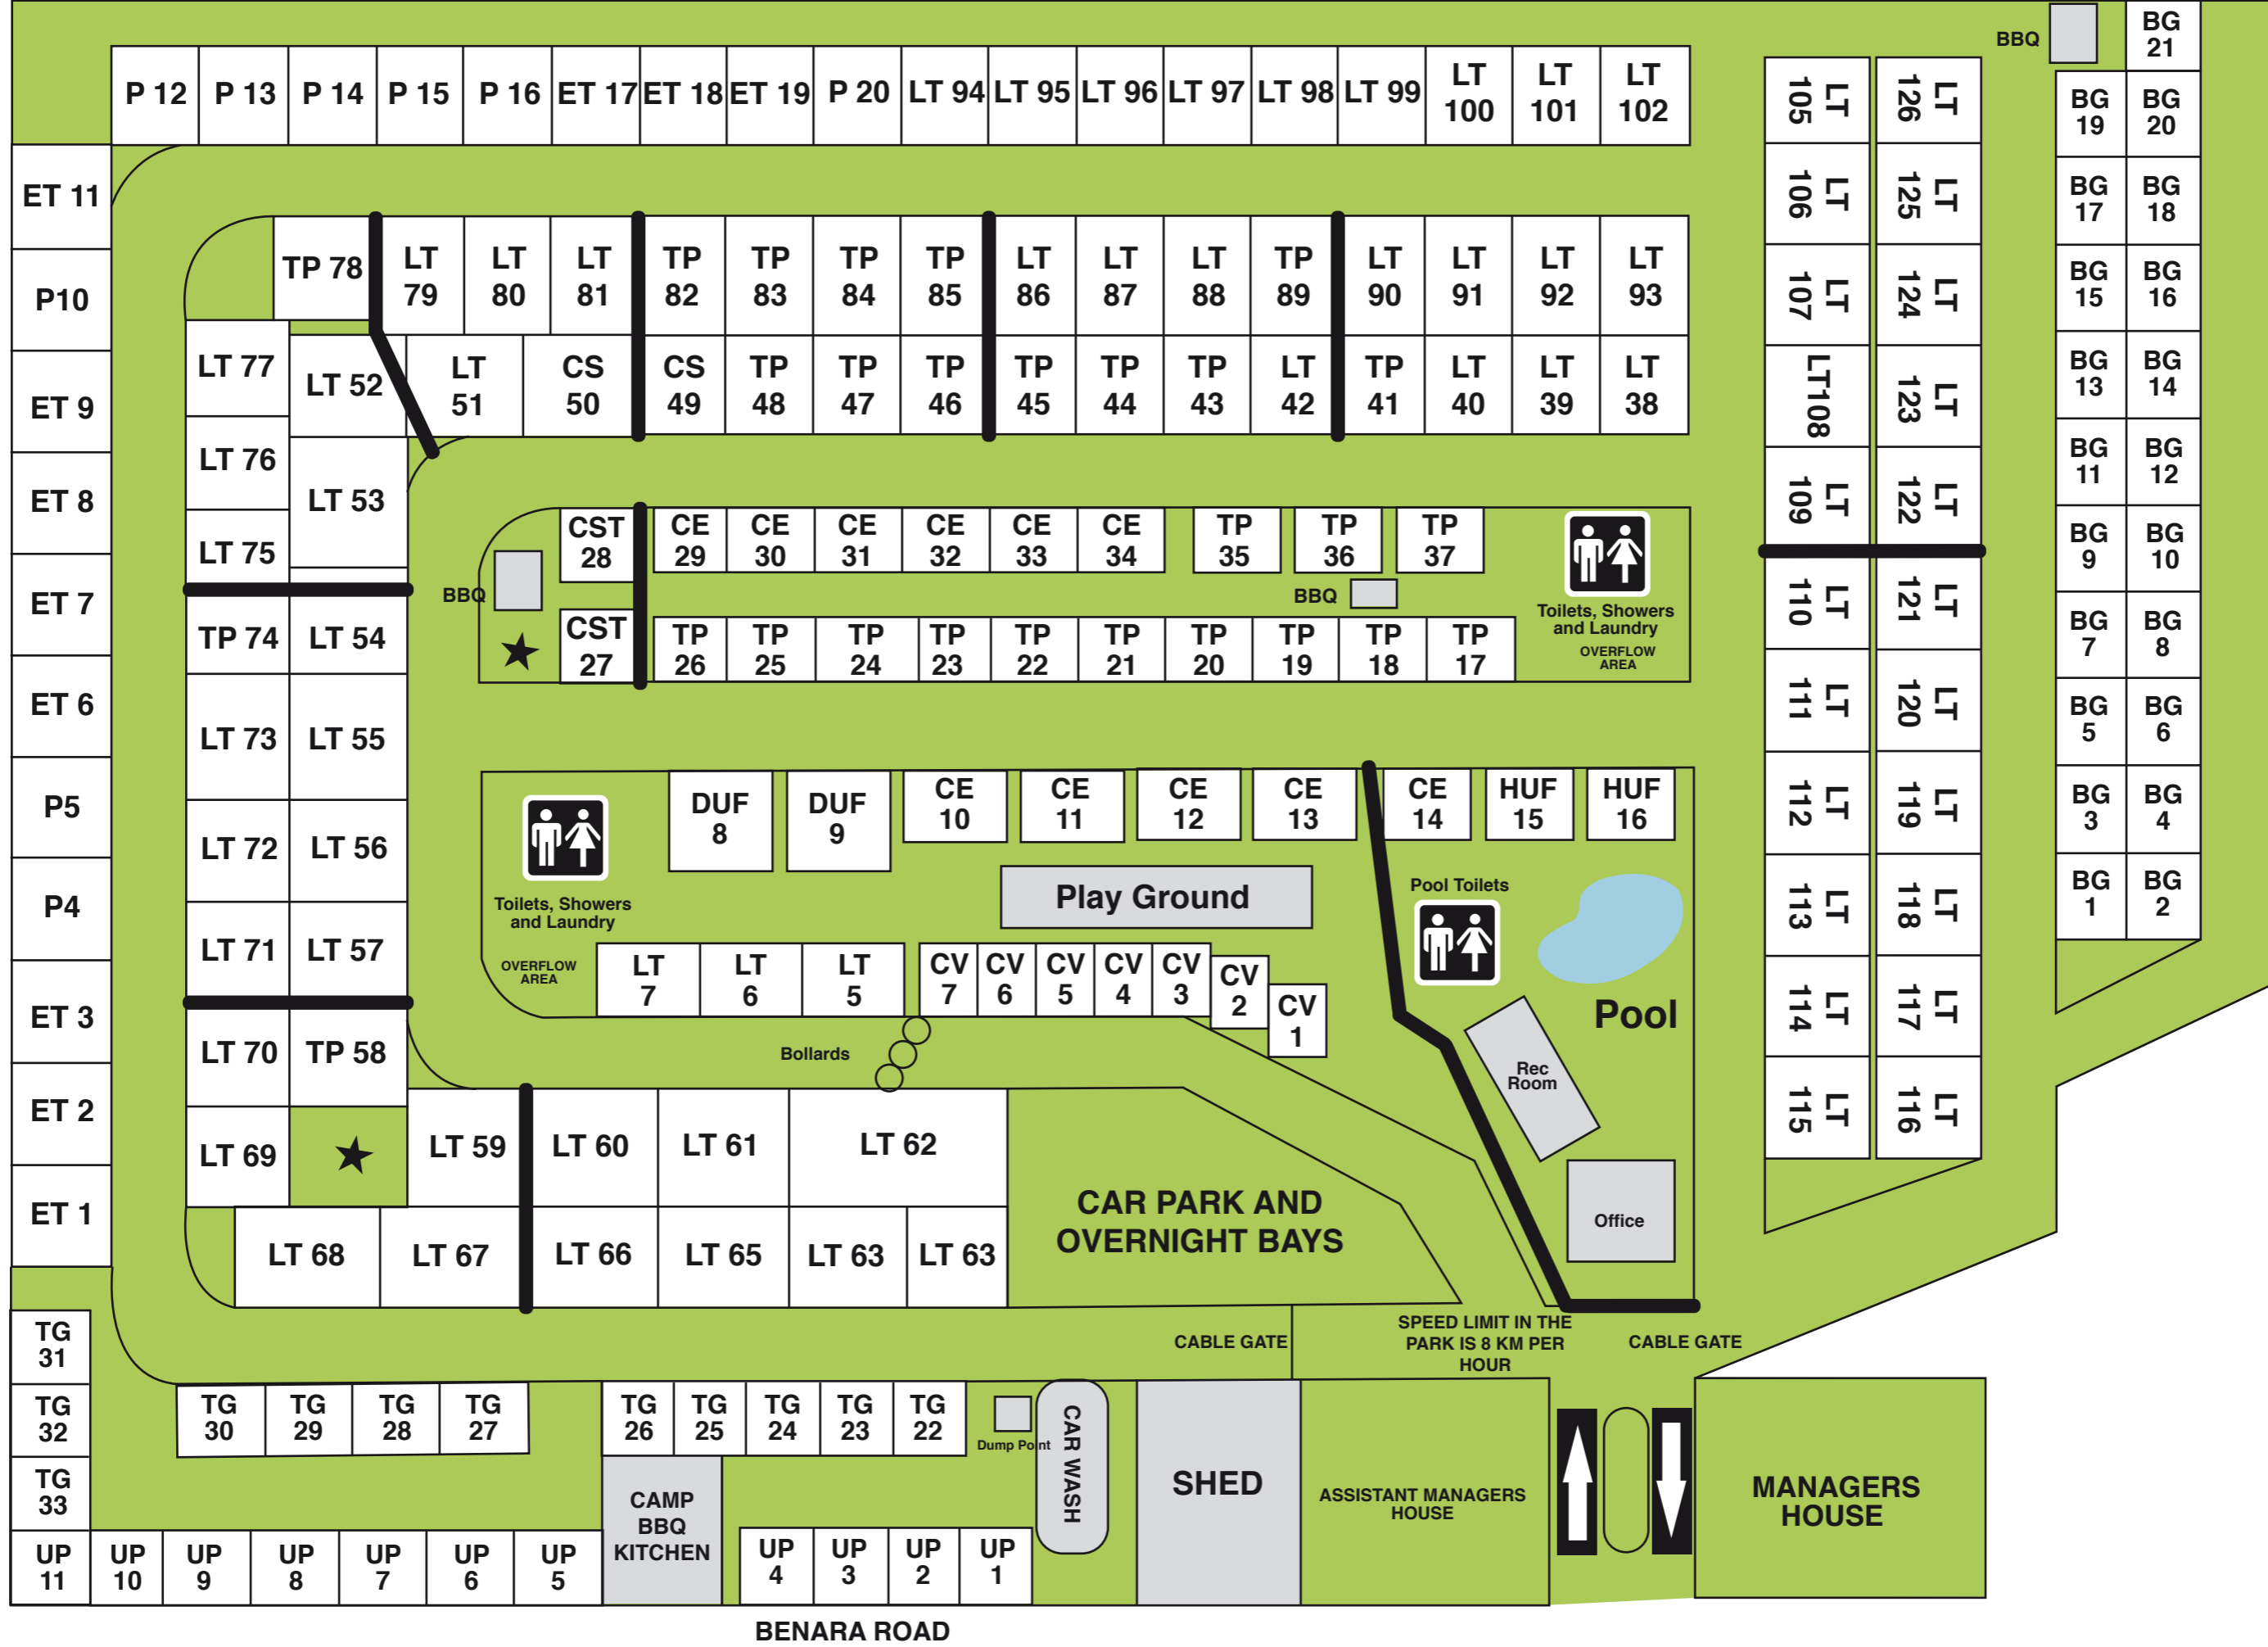 BBQ
BG
21
P 12
P 13
P 14
P 15
P 16
ET 17
ET 18
ET 19
P 20
LT 94
LT 95
LT 96
LT 97
LT 98
LT 99
LT
100
LT
101
LT
102
LT
105
LT
126
BG
19
BG
20
ET 11
LT
106
LT
125
BG
17
BG
18
P10
TP 78
LT
79
LT
80
LT
81
TP
82
TP
83
TP
84
TP
85
LT
86
LT
87
LT
88
TP
89
LT
90
LT
91
LT
92
LT
93
LT
107
LT
124
BG
15
BG
16
ET 9
LT 77
LT 52
LT
51
CS
50
CS
49
TP
48
TP
47
TP
46
TP
45
TP
44
TP
43
LT
42
TP
41
LT
40
LT
39
LT
38
LT108
LT
123
BG
13
BG
14
ET 8
LT 76
LT 53
LT
109
LT
122
BG
11
BG
12
LT 75
CST
28
CE
29
CE
30
CE
31
CE
32
CE
33
CE
34
TP
35
TP
36
TP
37
BG
9
BG
10
ET 7
BBQ
BBQ
Toilets, Showers
and Laundry
OVERFLOW
AREA
LT
110
LT
121
BG
7
BG
8
TP 74
LT 54
CST
27
TP
26
TP
25
TP
24
TP
23
TP
22
TP
21
TP
20
TP
19
TP
18
TP
17
ET 6
LT 73
LT 55
LT
111
LT
120
BG
5
BG
6
P5
LT 72
LT 56
DUF
8
DUF
9
CE
10
CE
11
CE
12
CE
13
CE
14
HUF
15
HUF
16
LT
112
LT
119
BG
3
BG
4
P4
LT 71
LT 57
Toilets, Showers
and Laundry
Play Ground
Pool Toilets
LT
113
LT
118
BG
1
BG
2
OVERFLOW
AREA
LT
7
LT
6
LT
5
CV
7
CV
6
CV
5
CV
4
CV
3
CV
2
CV
1
Pool
LT
114
LT
117
ET 3
LT 70
TP 58
Bollards
Rec
Room
ET 2
LT 69
LT 59
LT 60
LT 61
LT 62
LT
115
LT
116
ET 1
LT 68
LT 67
LT 66
LT 65
LT 63
LT 63
CAR PARK AND
OVERNIGHT BAYS
Office
TG
31
CABLE GATE
SPEED LIMIT IN THE
PARK IS 8 KM PER
HOUR
CABLE GATE
TG
32
TG
30
TG
29
TG
28
TG
27
TG
26
TG
25
TG
24
TG
23
TG
22
Dump Point
CAR WASH
SHED
ASSISTANT MANAGERS
HOUSE
MANAGERS
HOUSE
TG
33
CAMP
BBQ
KITCHEN
UP
11
UP
10
UP
9
UP
8
UP
7
UP
6
UP
5
UP
4
UP
3
UP
2
UP
1
BENARA ROAD